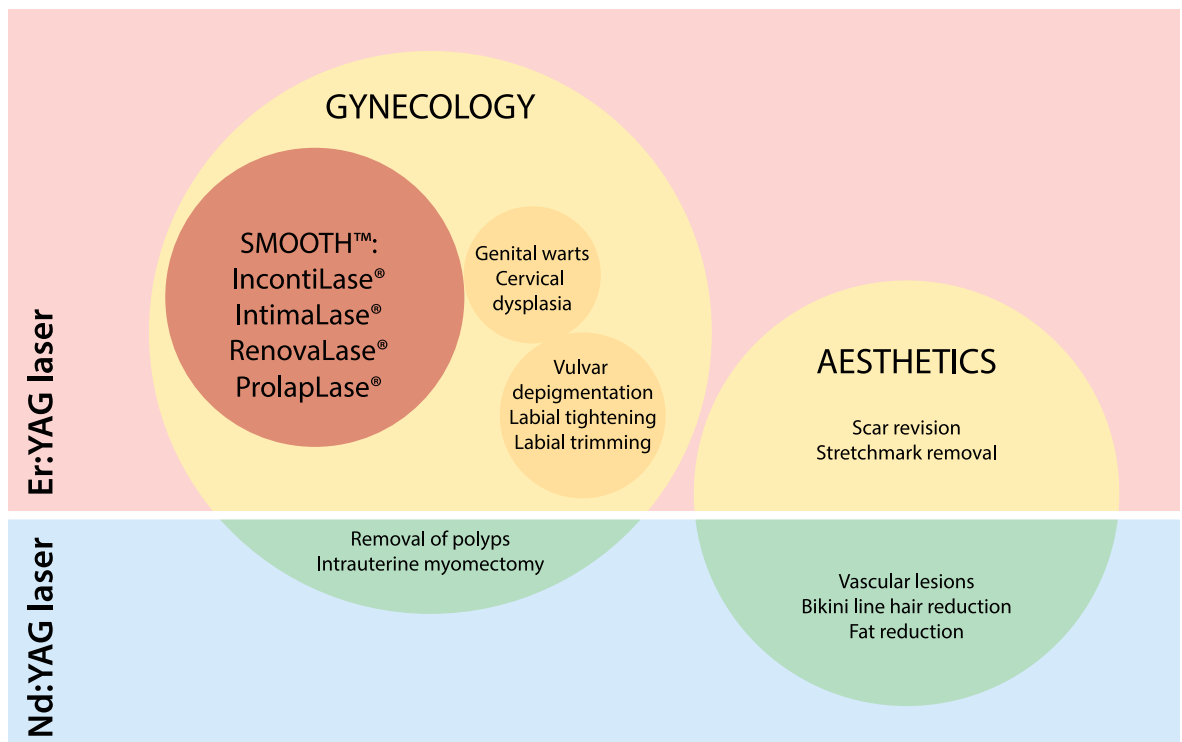 GYNECOLOGY
SMOOTH™:
IncontiLase®
IntimaLase®
RenovaLase®
ProlapLase®
Genital warts
Cervical
dysplasia
Vulvar
depigmentation
Labial tightening
Labial trimming
AESTHETICS
Scar revision
Stretchmark removal
Er:YAG laser
Removal of polyps
Intrauterine myomectomy
Vascular lesions
Bikini line hair reduction
Fat reduction
Nd:YAG laser